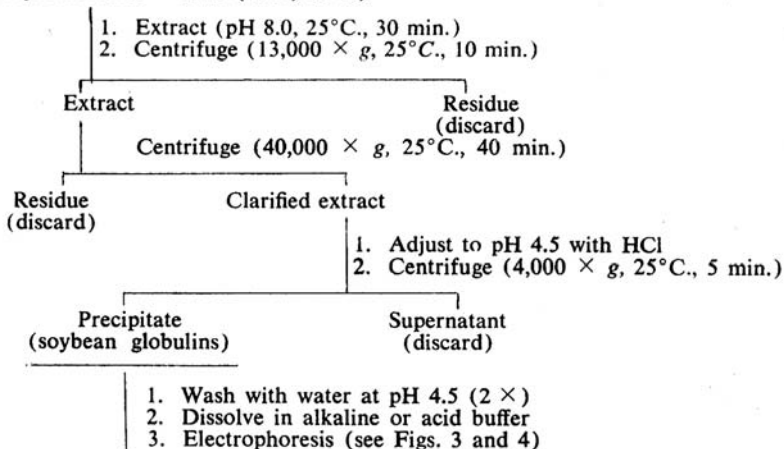 1. Extract (pH 8.0, 25°C., 30 min.)
2. Centrifuge (13,000 × g, 25°C., 10 min.)
Extract
Residue
(discard)
Centrifuge (40,000 × g, 25°C., 40 min.)
Residue
(discard)
Clarified extract
1. Adjust to pH 4.5 with HCl
2. Centrifuge (4,000 × g, 25°C., 5 min.)
Precipitate
(soybean globulins)
Supernatant
(discard)
1. Wash with water at pH 4.5 (2 ×)
2. Dissolve in alkaline or acid buffer
3. Electrophoresis (see Figs. 3 and 4)